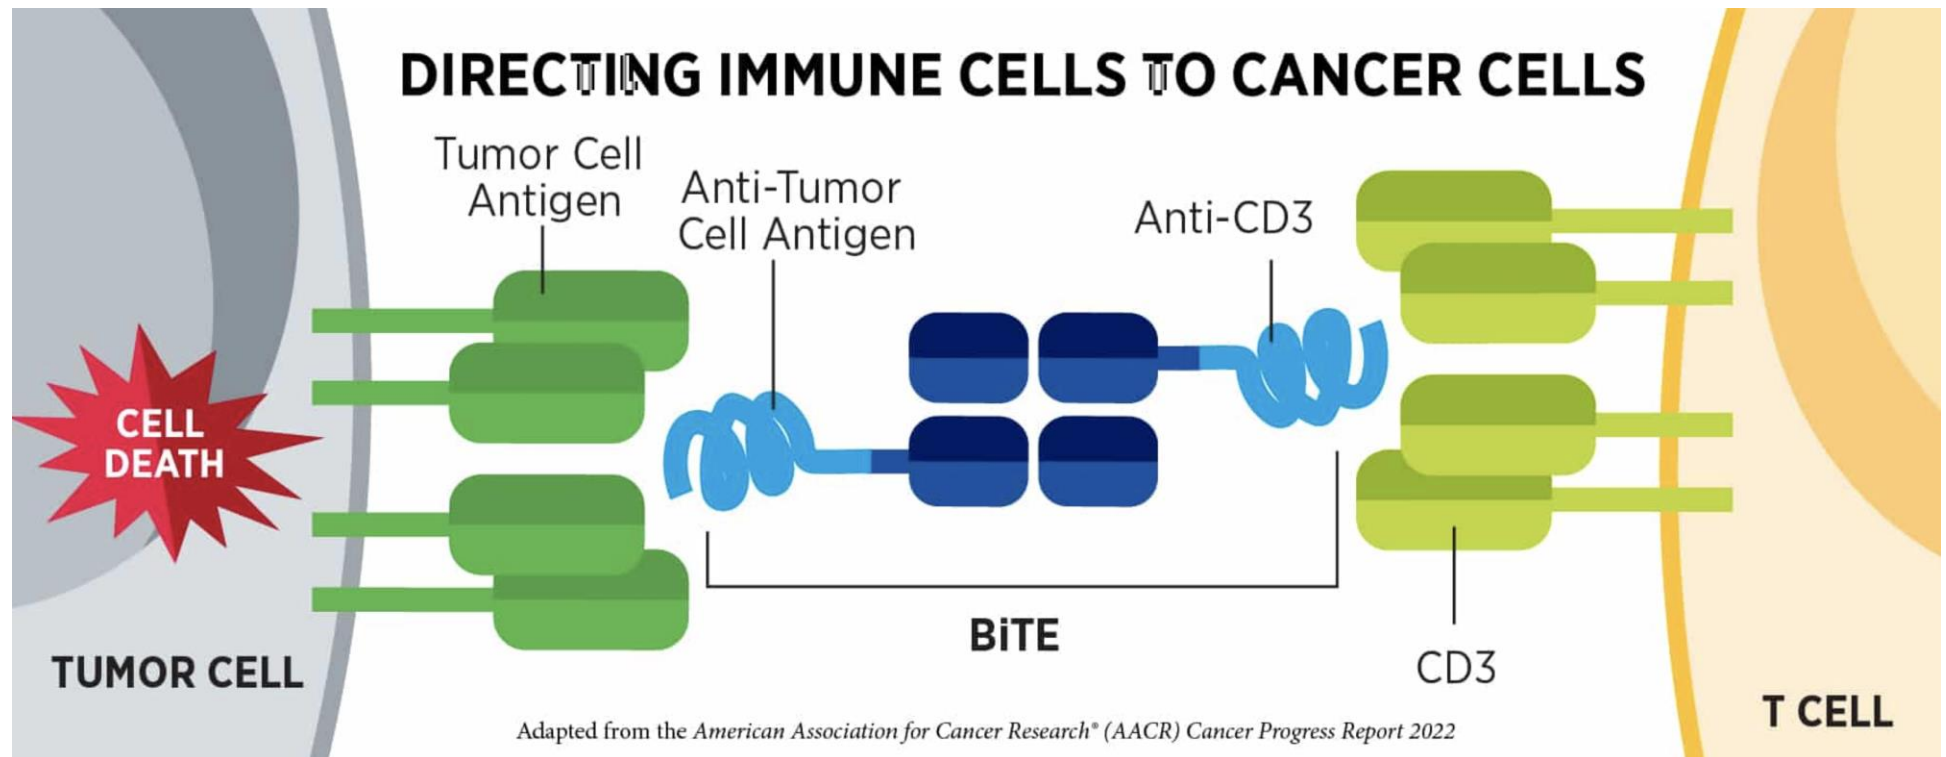 DIRECTING IMMUNE CELLS TO CANCER CELLS
Tumor Cell
Antigen
Anti-Tumor
Cell Antigen
Anti-CD3
CELL
DEATH
BiTE
CD3
TUMOR CELL
T CELL
Adapted from the American Association for Cancer Research® (AACR) Cancer Progress Report 2022